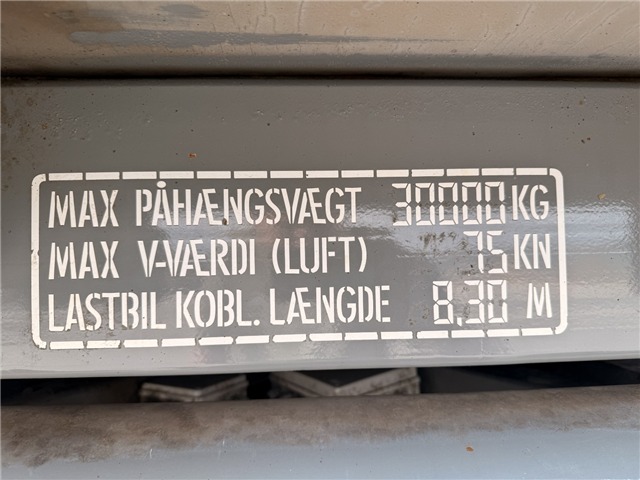 MAX PÅHÆNGSVÆGT 30000 KG
MAX V-VÆRDI (LUFT) 75 KN
LASTBIL KOBL. LÆNGDE 8,30 M